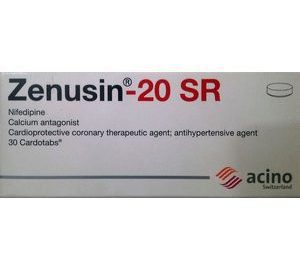 Zenusin®-20 SR
Nifedipine
Calcium antagonist
Cardioprotective coronary therapeutic agent; antihypertensive agent
30 Cardotabs®
acino
Switzerland